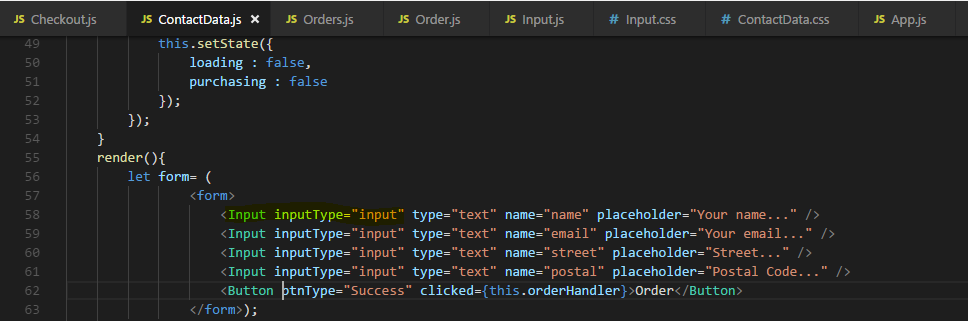 JS Checkout.js JS ContactData.js × JS Orders.js JS Order.js JS Input.js # Input.css # ContactData.css JS App.js
49 this.setState({
50 loading : false,
51 purchasing : false
52 });
53 });
54 }
55 render(){
56 let form= (
57 <form>
58 <Input inputType="input" type="text" name="name" placeholder="Your name..." />
59 <Input inputType="input" type="text" name="email" placeholder="Your email..." />
60 <Input inputType="input" type="text" name="street" placeholder="Street..." />
61 <Input inputType="input" type="text" name="postal" placeholder="Postal Code..." />
62 <Button btnType="Success" clicked={this.orderHandler}>Order</Button>
63 </form>);